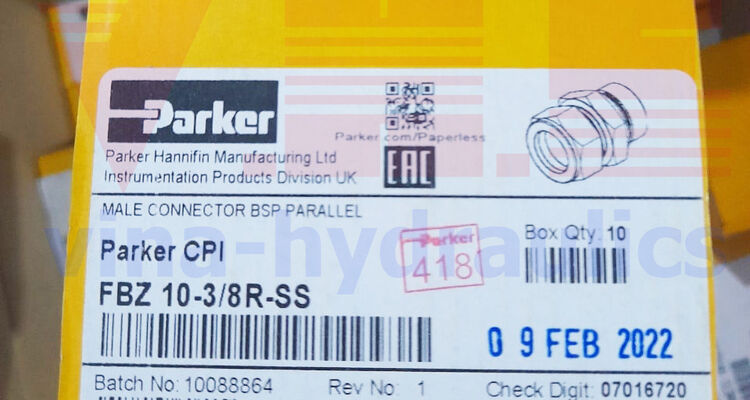 Parker
Parker.com/Paperless
Parker Hannifin Manufacturing Ltd
Instrumentation Products Division UK
EAC
MALE CONNECTOR BSP PARALLEL
Parker CPI
Parker
418
Box Qty. 10
FBZ 10-3/8R-SS
09 FEB 2022
Batch No: 10088864
Rev No: 1
Check Digit: 07016720
vina-hydraulics